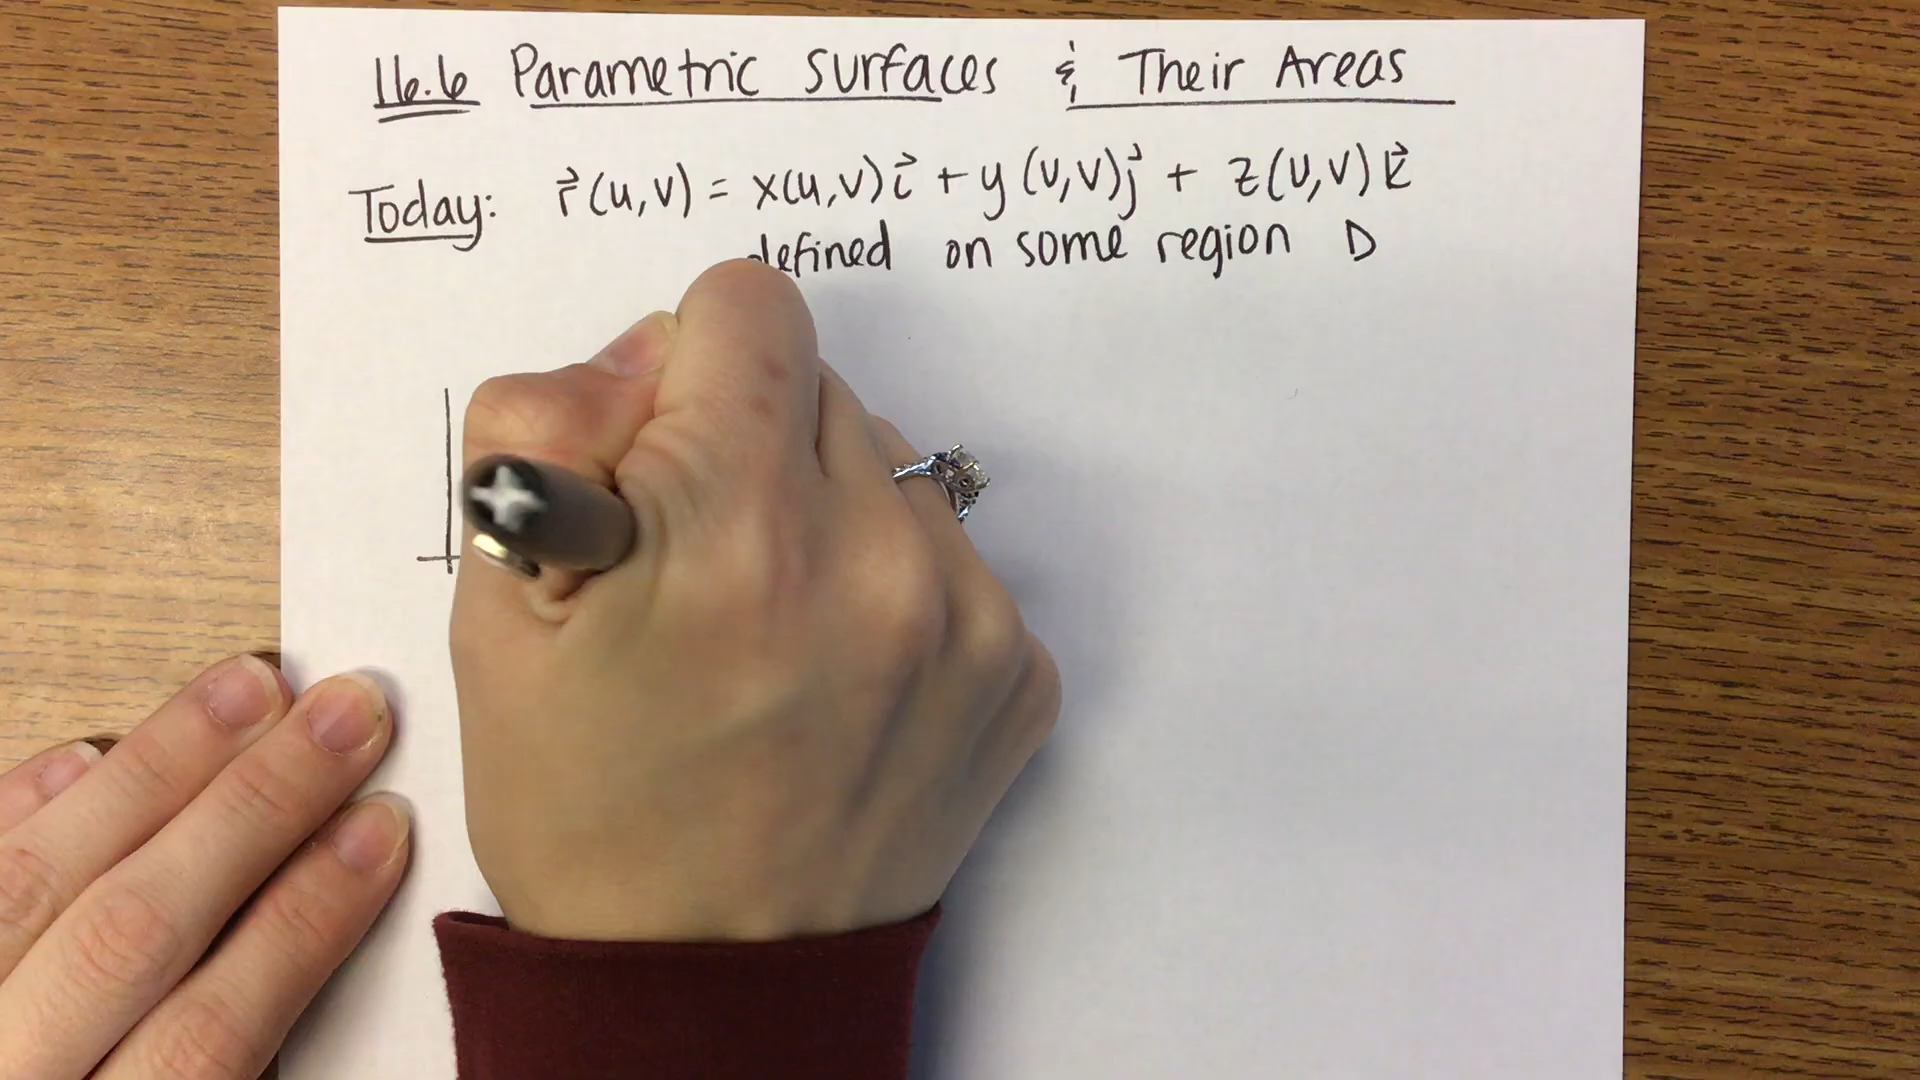 16.6 Parametric Surfaces & Their Areas
Today: r⃗(u,v) = x(u,v)i⃗ + y(u,v)j⃗ + z(u,v)k⃗
defined on some region D